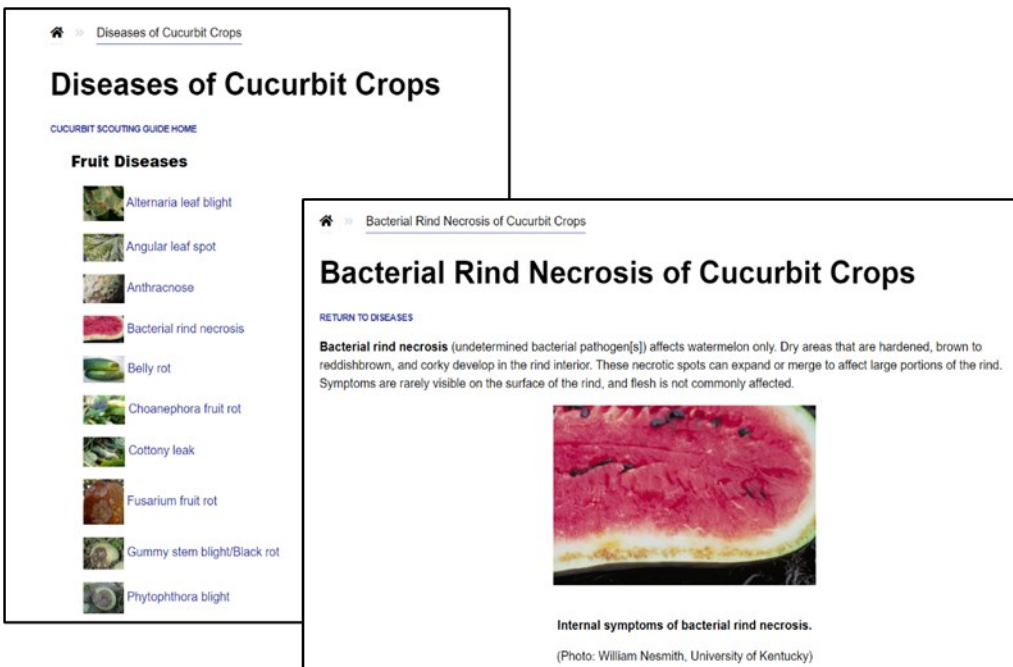 » Diseases of Cucurbit Crops
Diseases of Cucurbit Crops
CUCURBIT SCOUTING GUIDE HOME
Fruit Diseases
Alternaria leaf blight
Angular leaf spot
Anthracnose
Bacterial rind necrosis
Belly rot
Choanephora fruit rot
Cottony leak
Fusarium fruit rot
Gummy stem blight/Black rot
Phytophthora blight
» Bacterial Rind Necrosis of Cucurbit Crops
Bacterial Rind Necrosis of Cucurbit Crops
RETURN TO DISEASES
Bacterial rind necrosis (undetermined bacterial pathogen[s]) affects watermelon only. Dry areas that are hardened, brown to
reddishbrown, and corky develop in the rind interior. These necrotic spots can expand or merge to affect large portions of the rind.
Symptoms are rarely visible on the surface of the rind, and flesh is not commonly affected.
Internal symptoms of bacterial rind necrosis.
(Photo: William Nesmith, University of Kentucky)